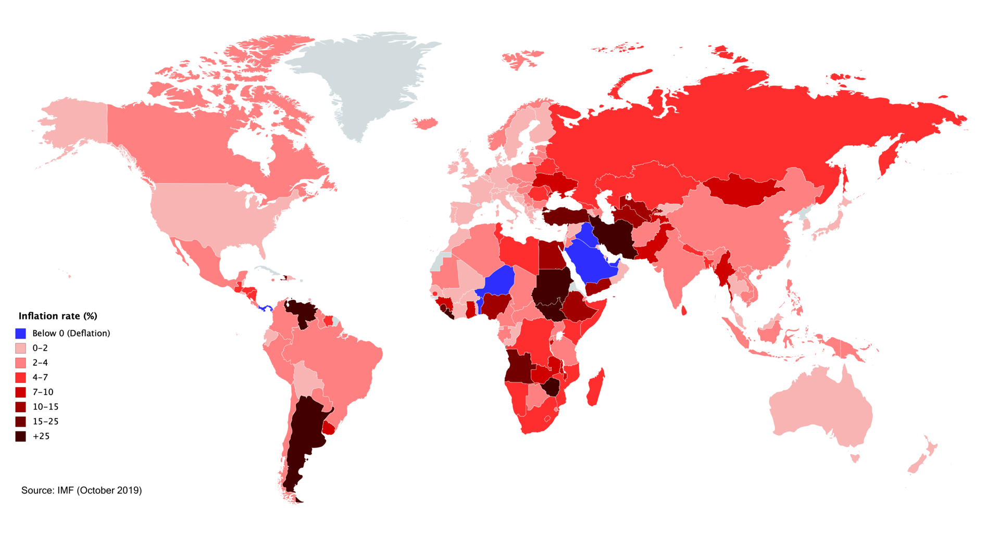 Inflation rate (%)
Below 0 (Deflation)
0-2
2-4
4-7
7-10
10-15
15-25
+25
Source: IMF (October 2019)